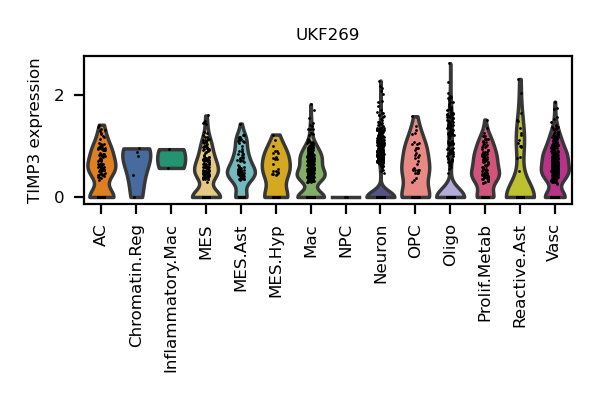 UKF269
TIMP3 expression
2
0
AC
Chromatin.Reg
Inflammatory.Mac
MES
MES.Ast
MES.Hyp
Mac
NPC
Neuron
OPC
Oligo
Prolif.Metab
Reactive.Ast
Vasc